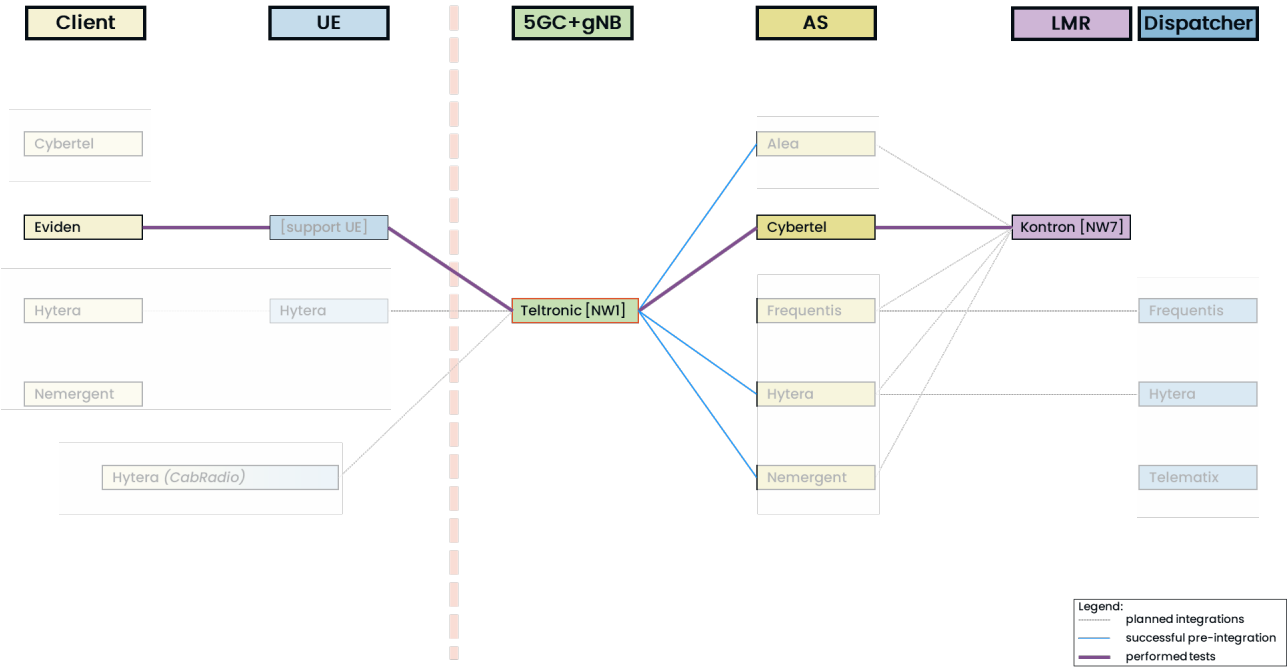 Client UE 5GC+gNB AS LMR Dispatcher
Cybertel Alea
Eviden [support UE] Cybertel Kontron [NW7]
Hytera Hytera Teltronic [NW1] Frequentis Frequentis
Nemergent Hytera Hytera
Hytera (CabRadio) Nemergent Telematix
Legend:
planned integrations
successful pre-integration
performed tests